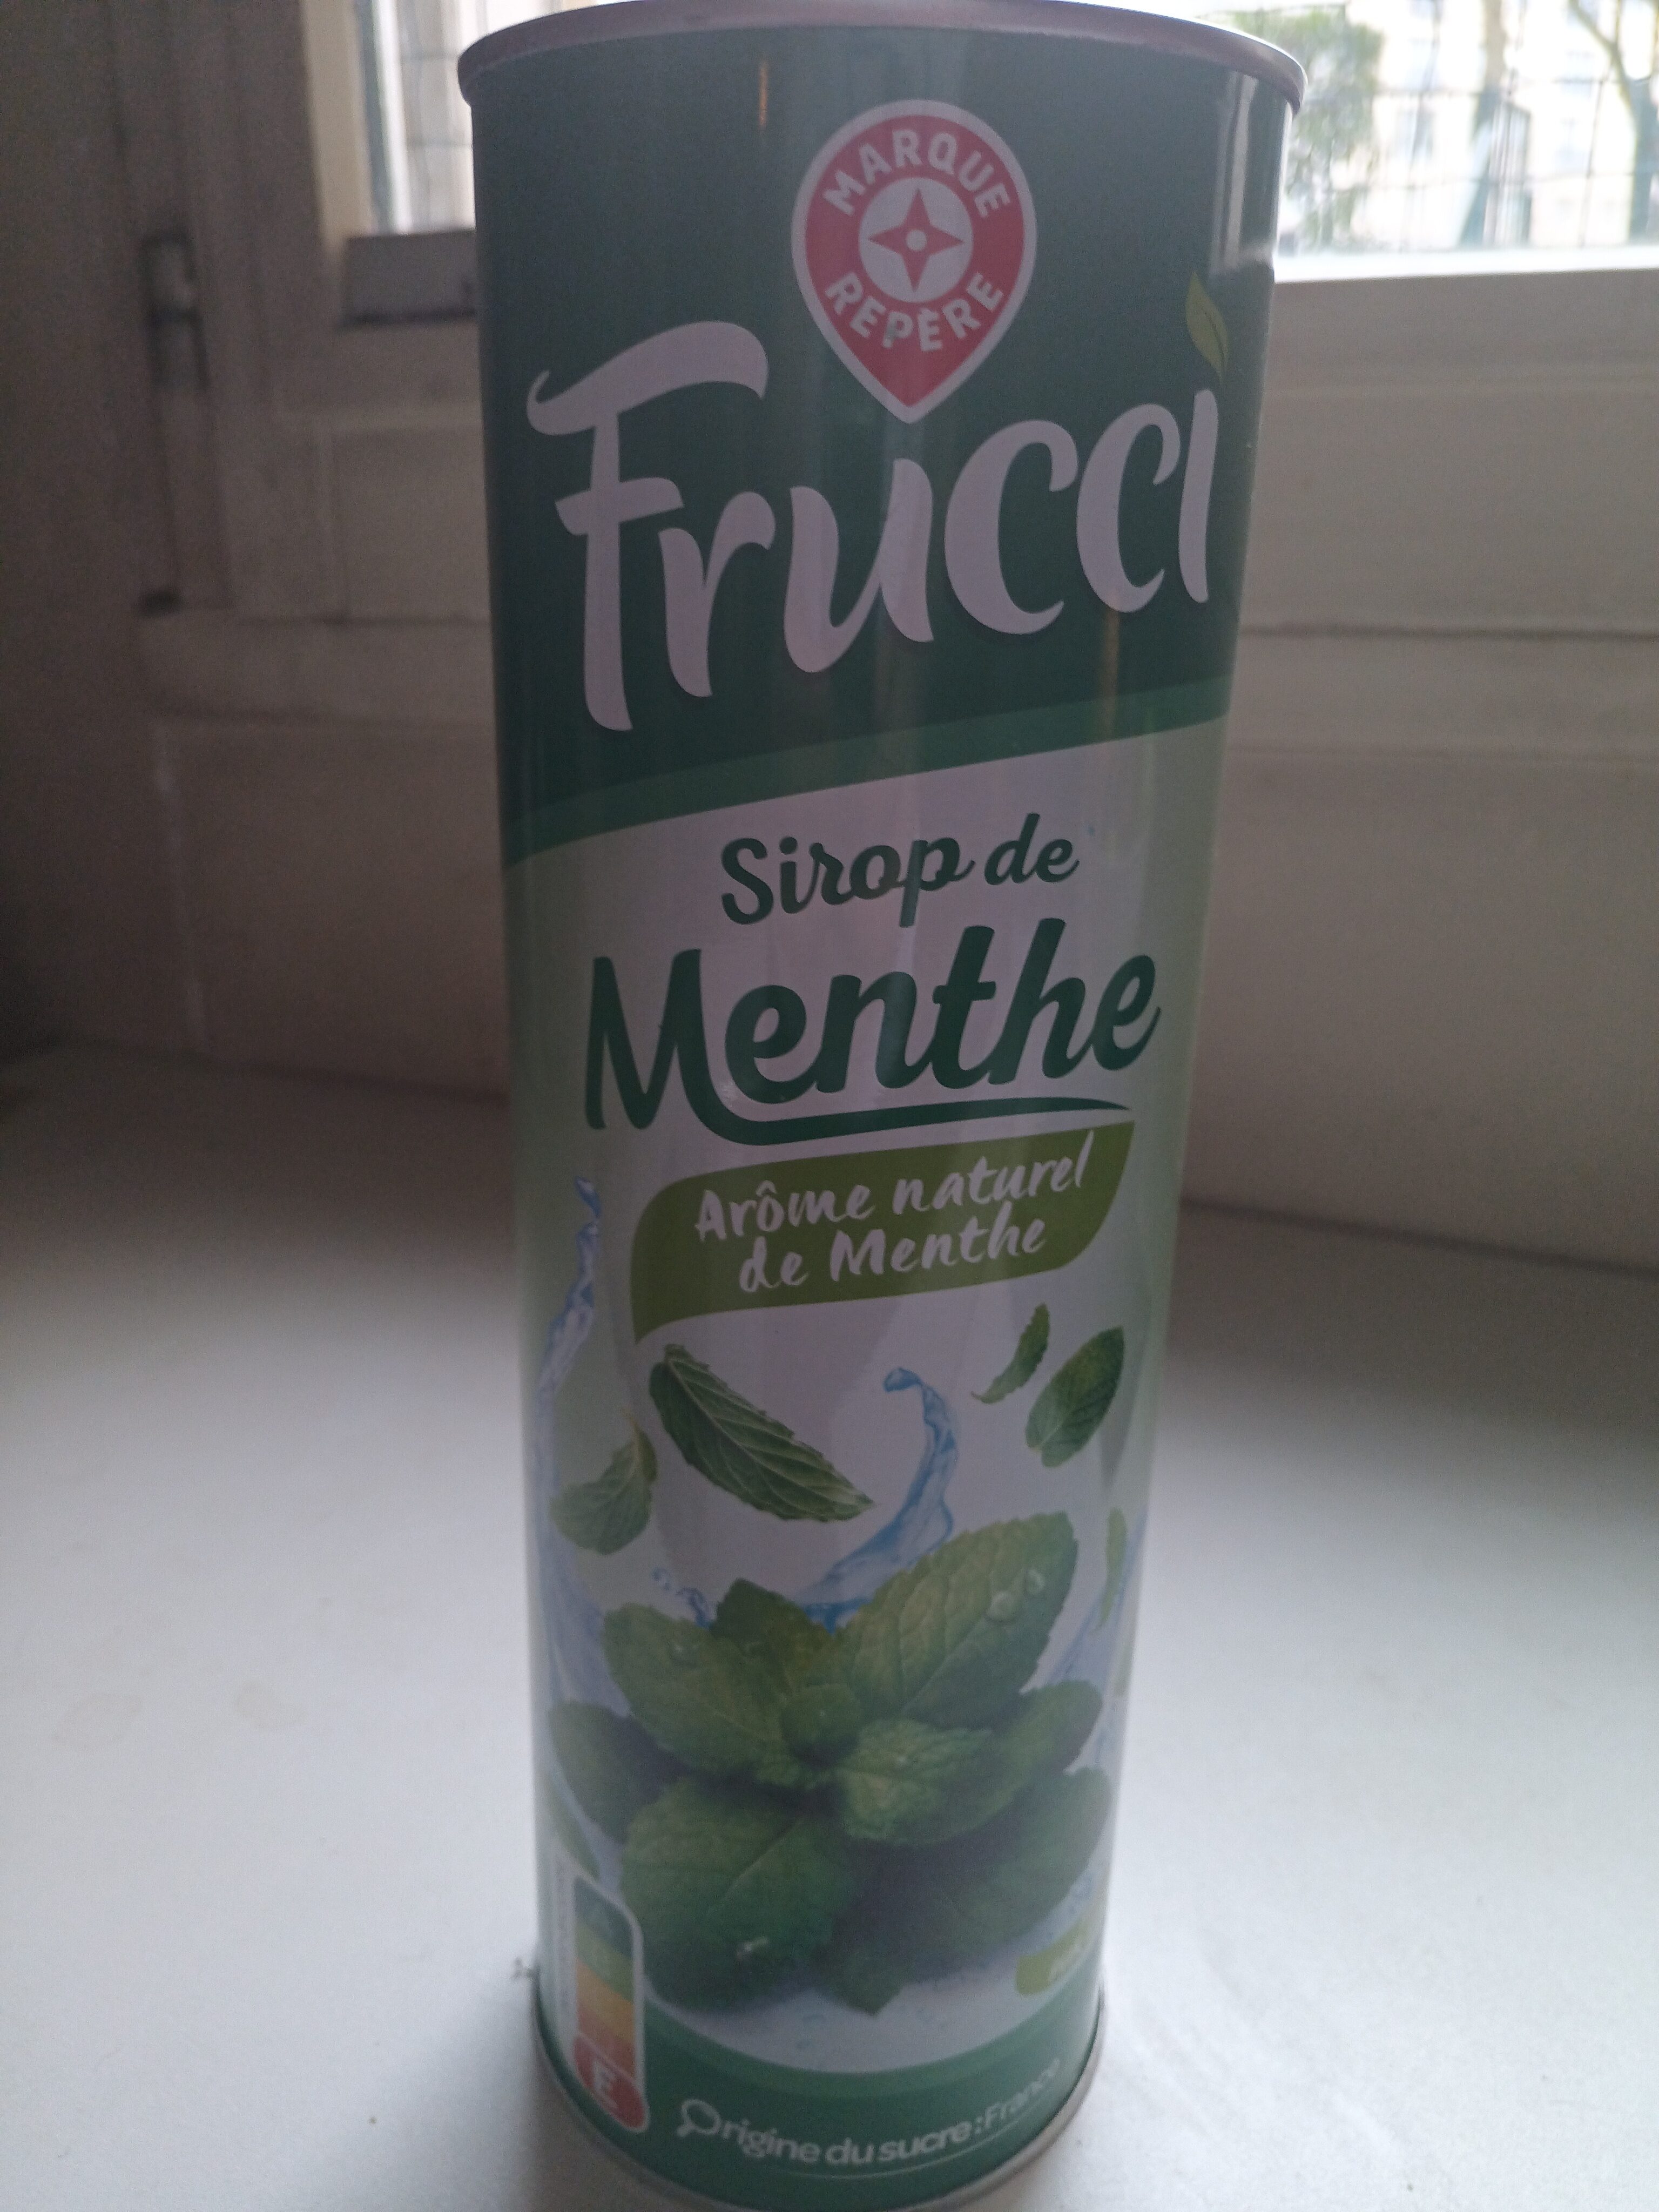 MARQUE
REPÈRE
Frucci
Sirop de
Menthe
Arôme naturel
de Menthe
E
Origine du sucre : France